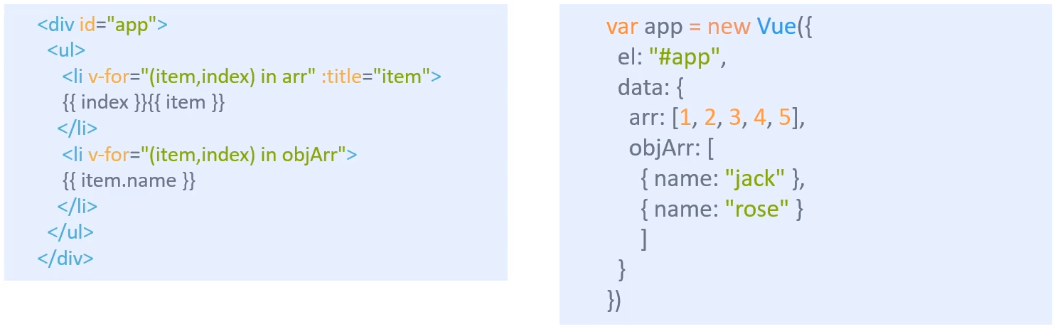 <div id="app">
<ul>
<li v-for="(item,index) in arr" :title="item">
{{ index }}{{ item }}
</li>
<li v-for="(item,index) in objArr">
{{ item.name }}
</li>
</ul>
</div>
var app = new Vue({
el: "#app",
data: {
arr: [1, 2, 3, 4, 5],
objArr: [
{ name: "jack" },
{ name: "rose" }
]
}
})